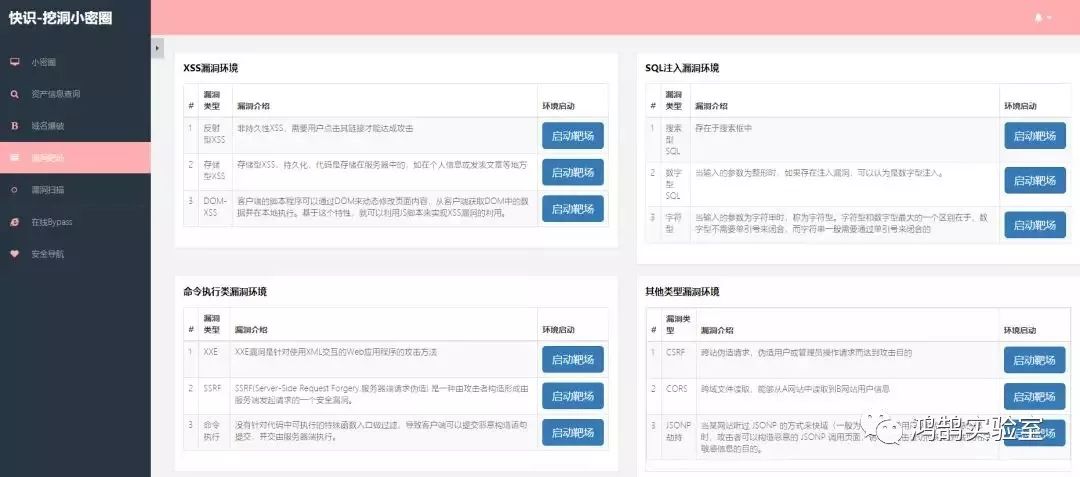 快识-挖洞小密圈
小密圈
资产信息查询
域名爆破
漏洞靶场
漏洞扫描
在线Bypass
安全导航
XSS漏洞环境
# 漏洞类型 漏洞介绍 环境启动
1 反射型XSS 非持久性XSS，需要用户点击其链接才能达成攻击 启动靶场
2 存储型XSS 存储型XSS，持久化，代码是存储在服务器中的，如在个人信息或发表文章等地方 启动靶场
3 DOM-XSS 客户端的脚本程序可以通过DOM来动态修改页面内容，从客户端获取DOM中的数
据并在本地执行。基于这个特性，就可以利用JS脚本来实现XSS漏洞的利用。 启动靶场
SQL注入漏洞环境
# 漏洞类型 漏洞介绍 环境启动
1 搜索型SQL 存在于搜索框中 启动靶场
2 数字型SQL 当输入的参数为整形时，如果存在注入漏洞，可以认为是数字型注入。 启动靶场
3 字符型 当输入的参数为字符串时，称为字符型。字符型和数字型最大的一个区别在于，数
字型不需要单引号来闭合，而字符串一般需要通过单引号来闭合的 启动靶场
命令执行类漏洞环境
# 漏洞类型 漏洞介绍 环境启动
1 XXE XXE漏洞是针对使用XML交互的Web应用程序的攻击方法 启动靶场
2 SSRF SSRF(Server-Side Request Forgery:服务器端请求伪造) 是一种由攻击者构造形成由
服务端发起请求的一个安全漏洞。 启动靶场
3 命令执行 没有针对代码中可执行的特殊函数入口做过滤，导致客户端可以提交恶意构造语句
提交，并交由服务器端执行。 启动靶场
其他类型漏洞环境
# 漏洞类型 漏洞介绍 环境启动
1 CSRF 跨站伪造请求，伪造用户或管理员操作请求而达到攻击目的 启动靶场
2 CORS 跨域文件读取，能够从A网站中读取到B网站用户信息 启动靶场
3 JSONP劫持 当某网站听过 JSONP 的方式来快域（一般为
时，攻击者可以构造恶意的 JSONP 调用页面，
敏感信息的目的。
鸿鹄实验室